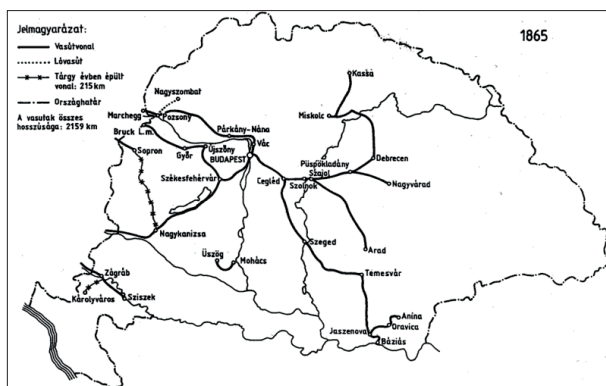 Jelmagyarázat:
Vasútvonal
Lóvasút
Tárgy évben épült
vonal: 215 km
Országhatár
A vasutak összes
hosszúsága: 2159 km
1865
Kassa
Nagyszombat
Marchegg
Pozsony
Miskolc
Bruck L.m.
Párkány-Nána
Vác
Sopron
Győr
Újszőny
BUDAPEST
Püspökladány
Debrecen
Székesfehérvár
Cegléd
Szolnok
Szajol
Nagyvárad
Nagykanizsa
Szeged
Arad
Üszög
Mohács
Zágráb
Temesvár
Károlyváros
Sziszek
Anina
Oravica
Jaszenova
Báziás